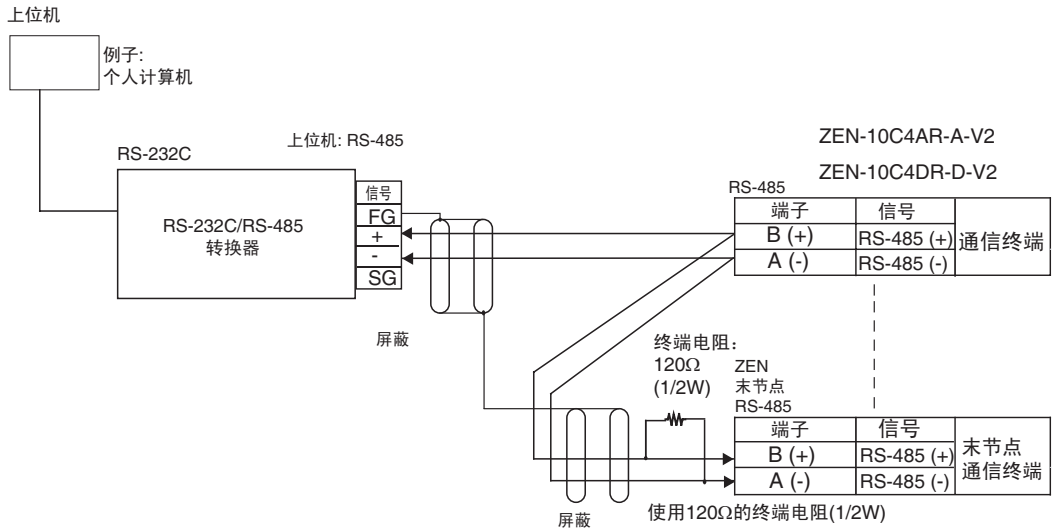 上位机
例子:
个人计算机
上位机: RS-485
RS-232C
RS-232C/RS-485
转换器
信号
FG
+
-
SG
屏蔽
ZEN-10C4AR-A-V2
ZEN-10C4DR-D-V2
RS-485
端子 信号
B (+) RS-485 (+)
A (-) RS-485 (-)
通信终端
终端电阻：
120Ω
(1/2W)
ZEN
末节点
RS-485
端子 信号
B (+) RS-485 (+)
A (-) RS-485 (-)
末节点
通信终端
屏蔽
使用120Ω的终端电阻(1/2W)